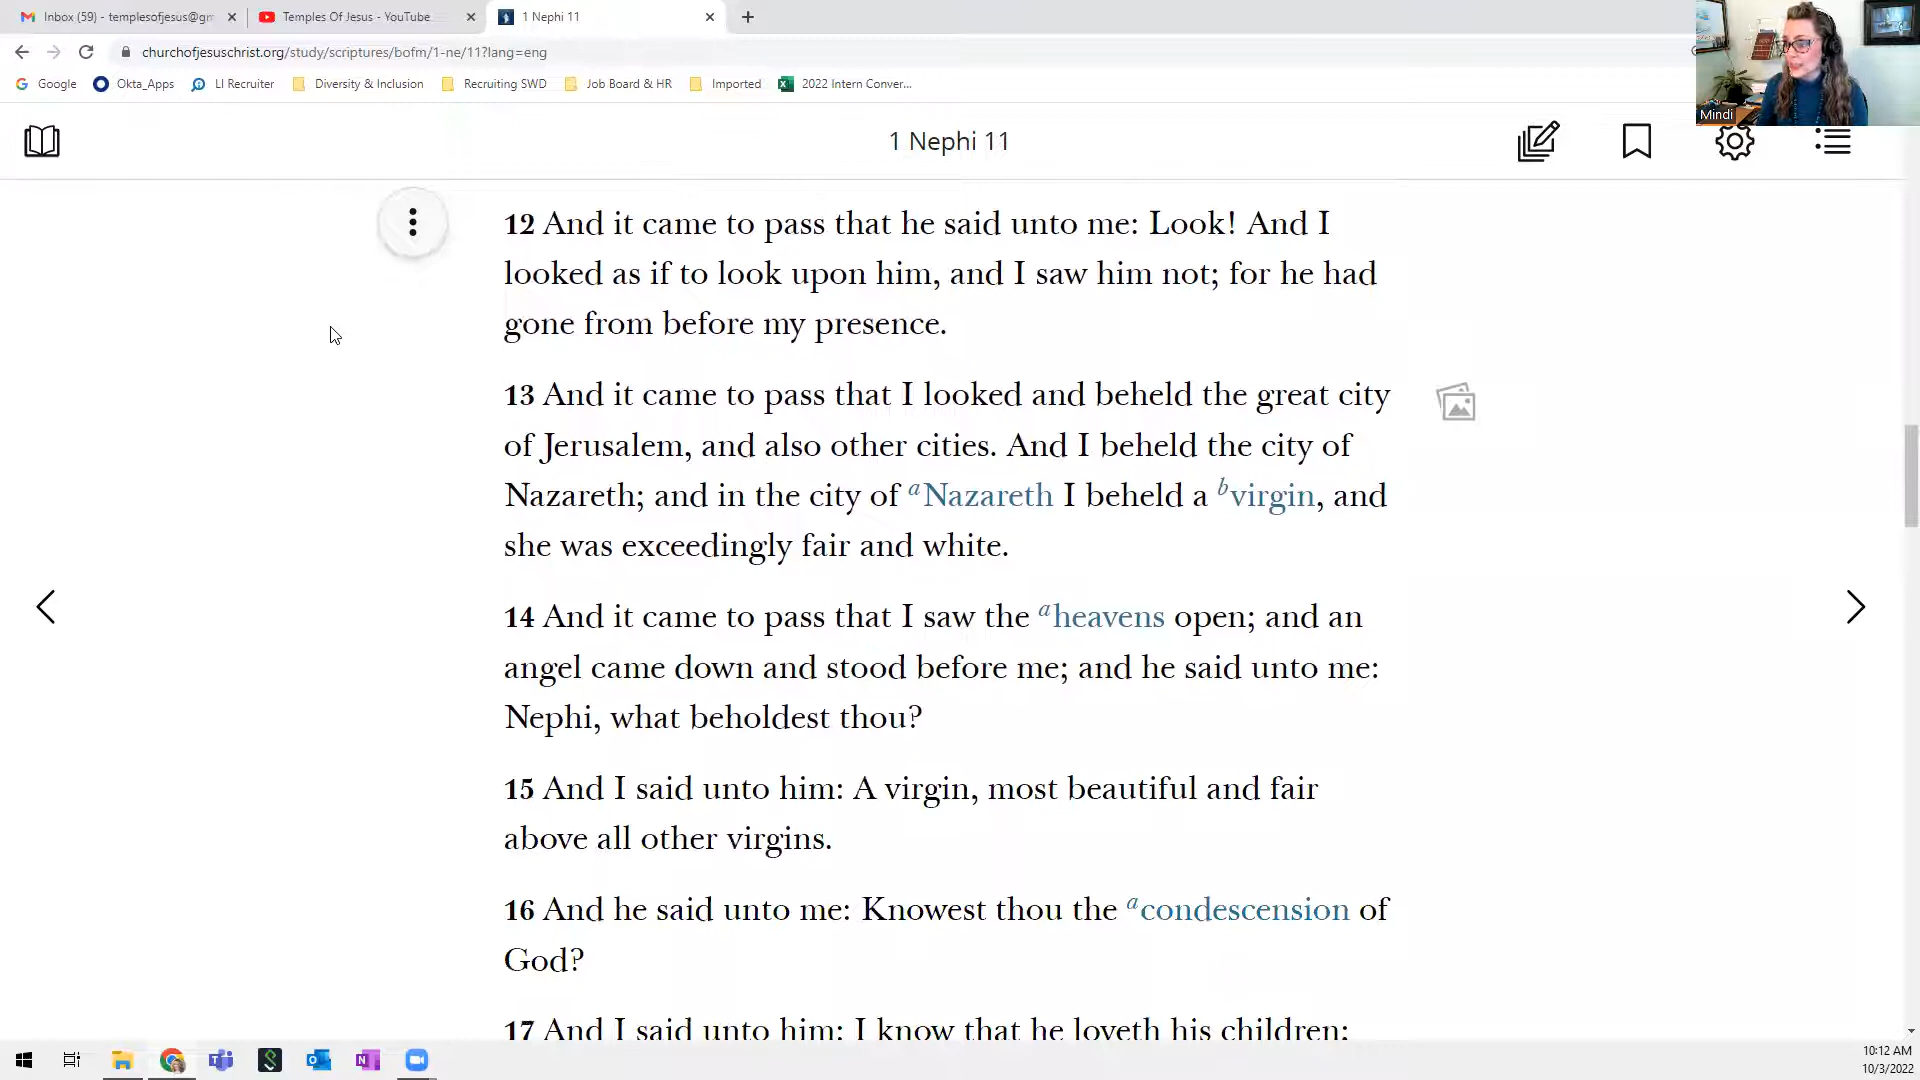 Inbox (59) - templesofjesus@gm
Temples Of Jesus - YouTube
1 Nephi 11
churchofjesuschrist.org/study/scriptures/bofm/1-ne/11?lang=eng
Google
Okta_Apps
LI Recruiter
Diversity & Inclusion
Recruiting SWD
Job Board & HR
Imported
2022 Intern Conver...
Mindi
1 Nephi 11
12 And it came to pass that he said unto me: Look! And I
looked as if to look upon him, and I saw him not; for he had
gone from before my presence.
13 And it came to pass that I looked and beheld the great city
of Jerusalem, and also other cities. And I beheld the city of
Nazareth; and in the city of a Nazareth I beheld a b virgin, and
she was exceedingly fair and white.
14 And it came to pass that I saw the a heavens open; and an
angel came down and stood before me; and he said unto me:
Nephi, what beholdest thou?
15 And I said unto him: A virgin, most beautiful and fair
above all other virgins.
16 And he said unto me: Knowest thou the a condescension of
God?
17 And I said unto him: I know that he loveth his children;
10:12 AM
10/3/2022